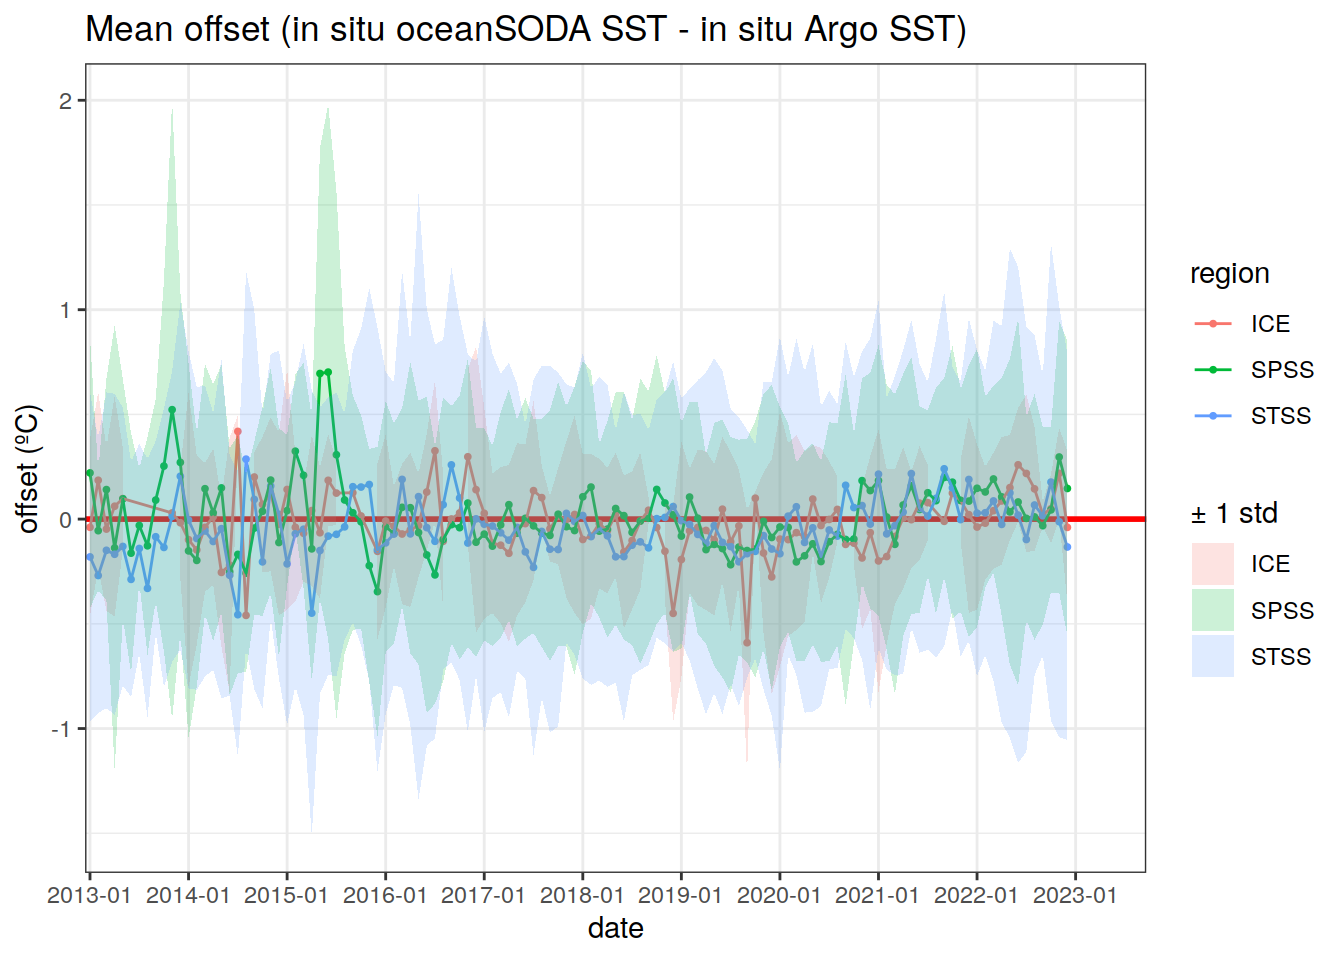 Mean offset (in situ oceanSODA SST - in situ Argo SST)
offset (ºC)
2
1
0
-1
2013-01 2014-01 2015-01 2016-01 2017-01 2018-01 2019-01 2020-01 2021-01 2022-01 2023-01
date
region
ICE
SPSS
STSS
± 1 std
ICE
SPSS
STSS